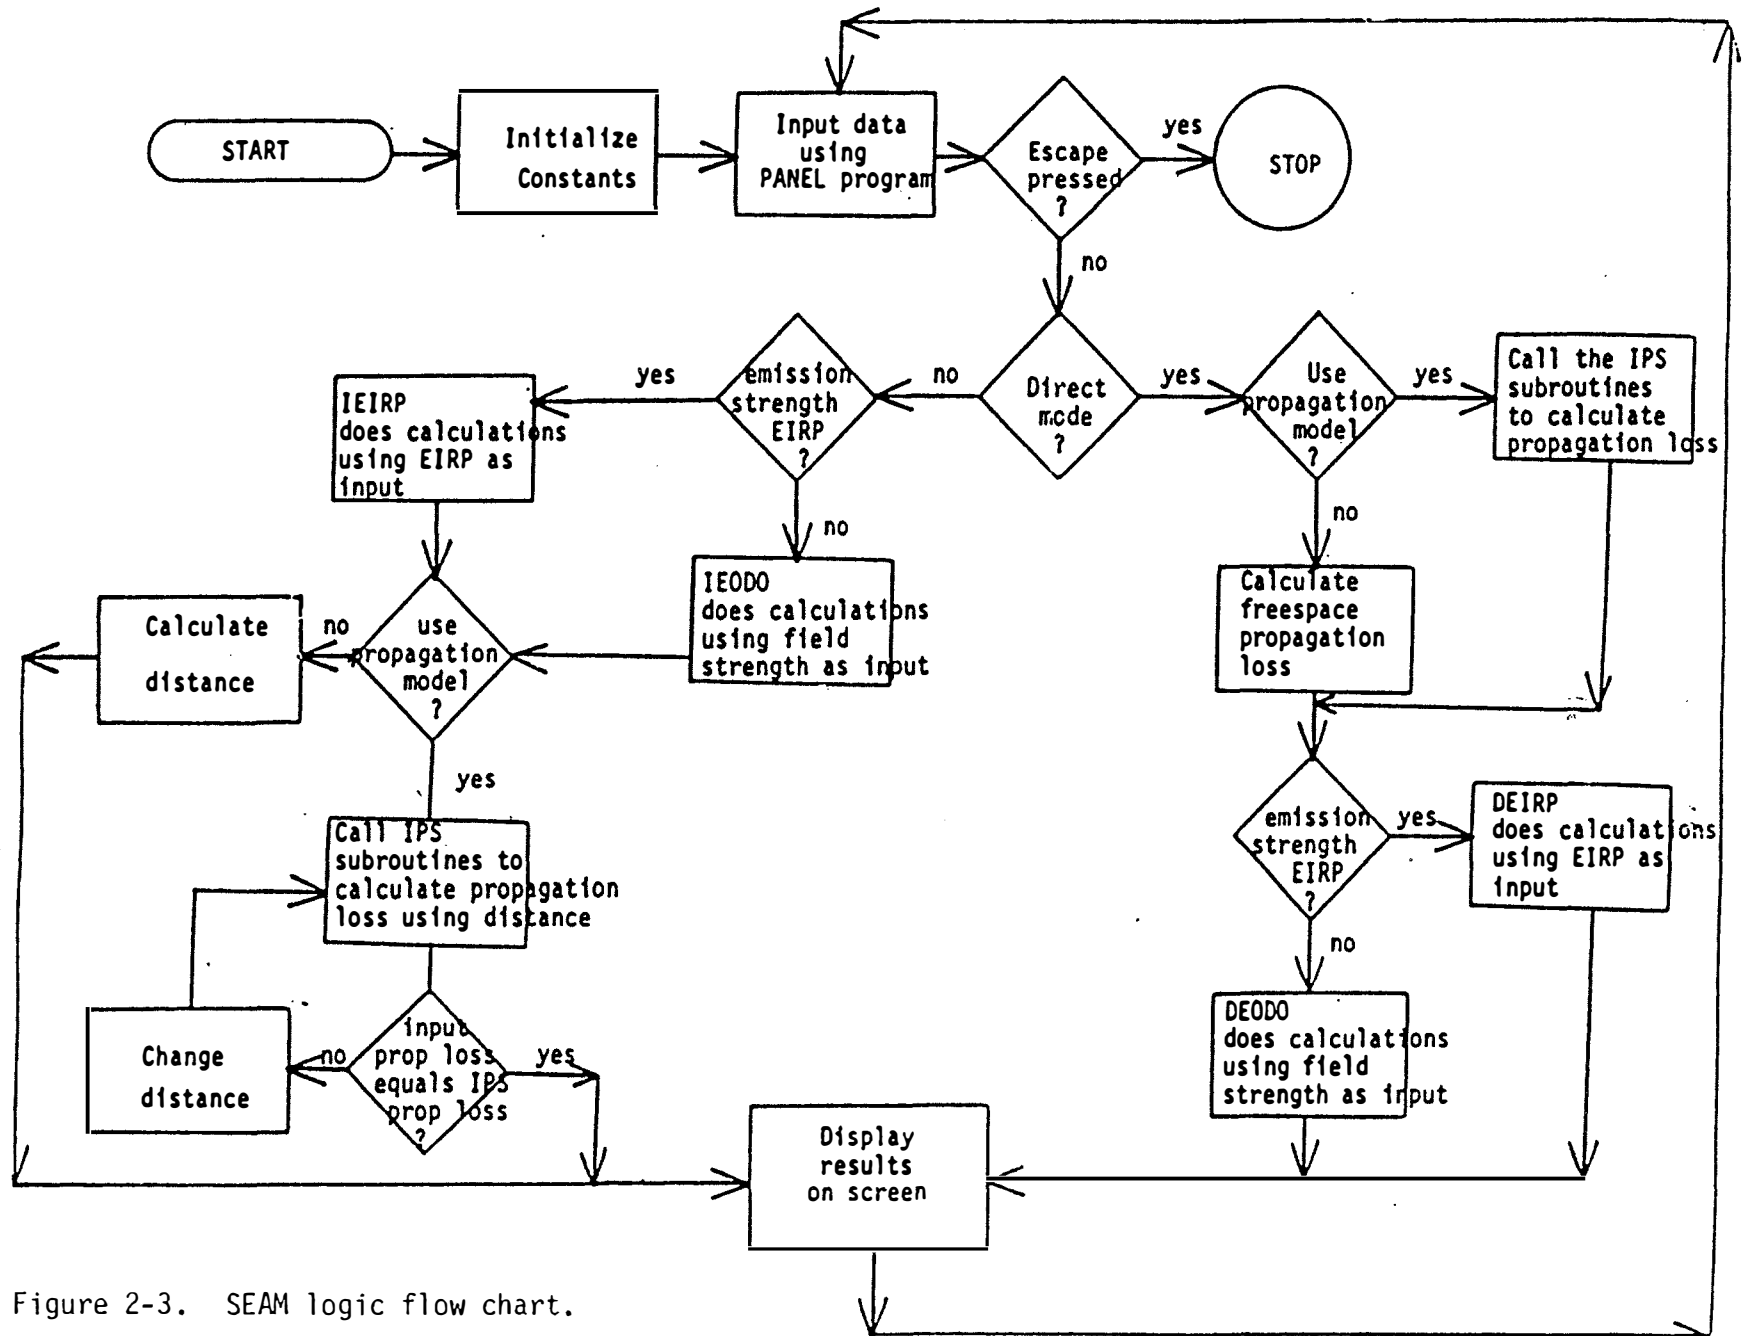 START
Initialize
Constants
Input data
using
PANEL program
Escape
pressed
?
yes
STOP
no
Direct
mode
?
no
yes
emission
strength
EIRP
?
yes
no
IEIRP
does calculations
using EIRP as
input
IEODO
does calculations
using field
strength as input
use
propagation
model
?
no
Calculate
distance
yes
Call IPS
subroutines to
calculate propagation
loss using distance
input
prop loss
equals IPS
prop loss
?
no
yes
Change
distance
Use
propagation
model
?
yes
Call the IPS
subroutines
to calculate
propagation loss
no
Calculate
freespace
propagation
loss
emission
strength
EIRP
?
yes
DEIRP
does calculations
using EIRP as
input
no
DEODO
does calculations
using field
strength as input
Display
results
on screen
Figure 2-3. SEAM logic flow chart.